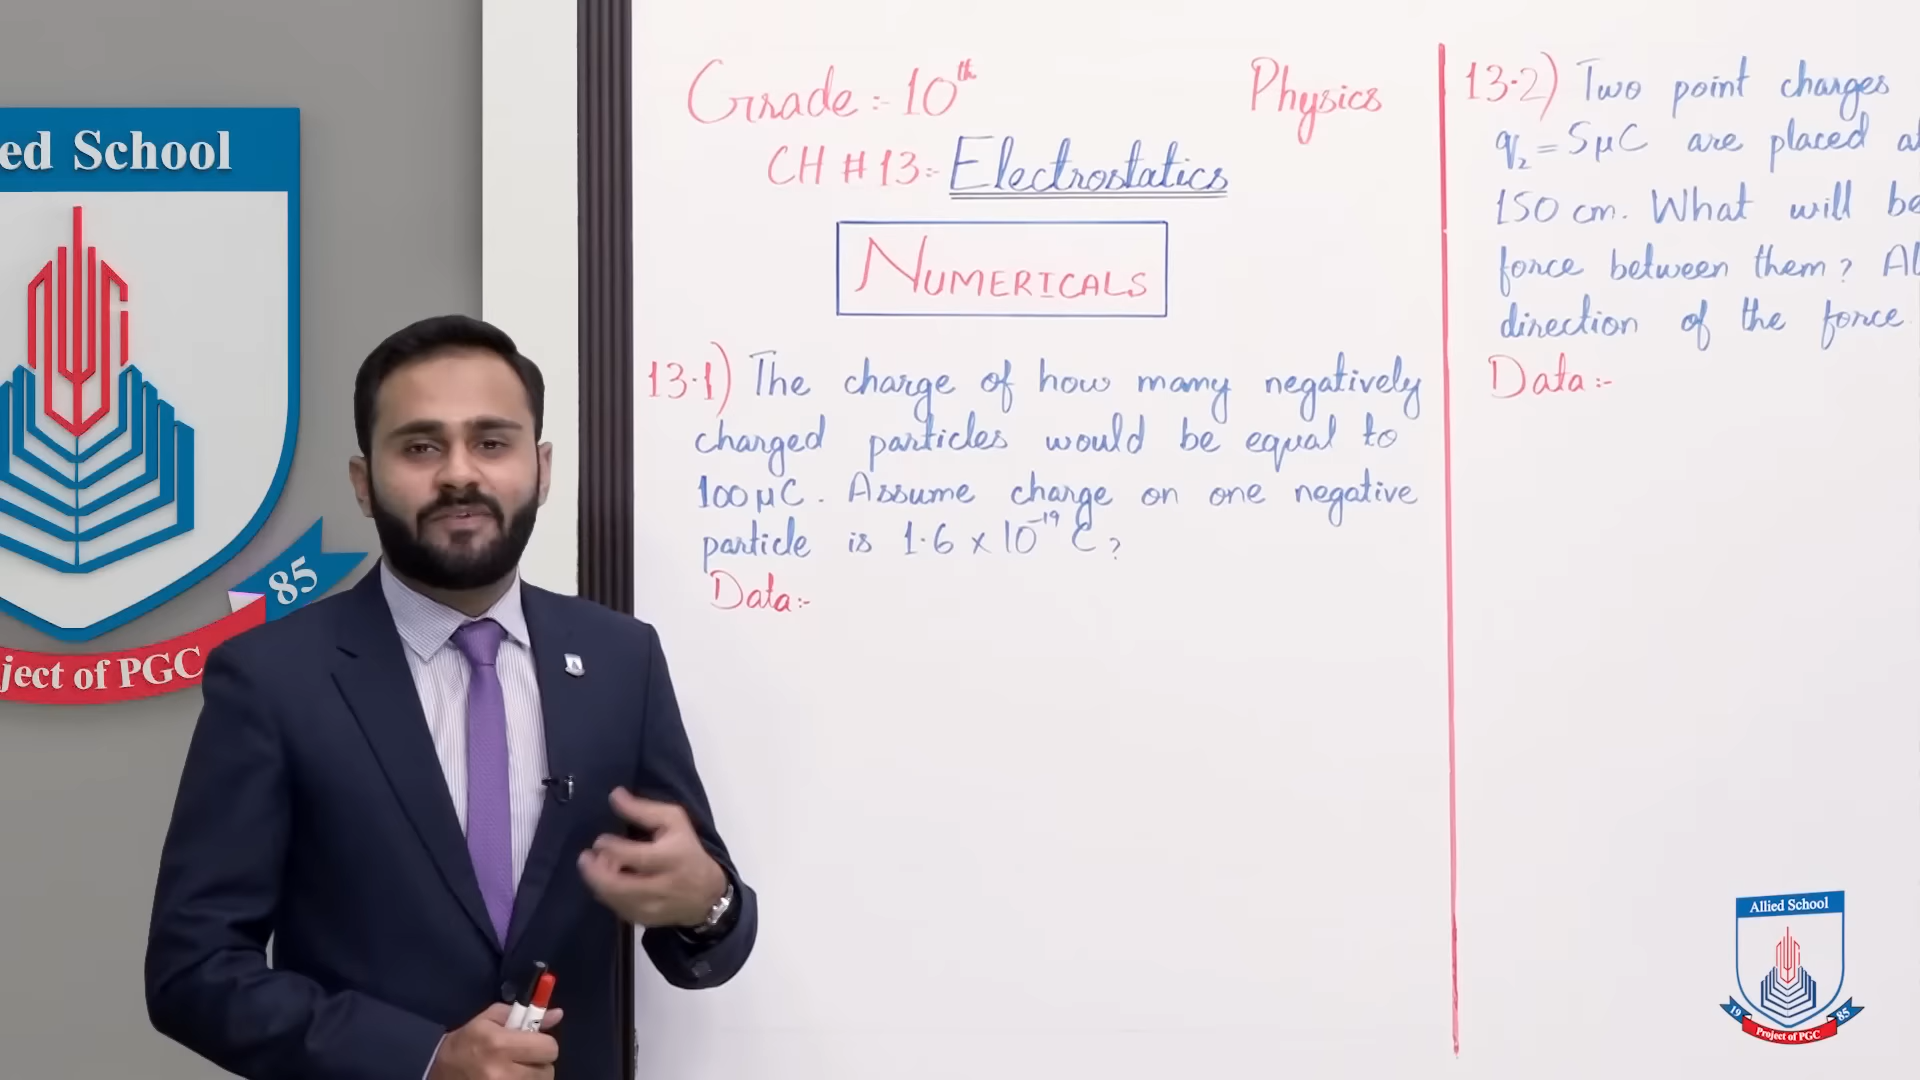 ed School
85
ject of PGC
Grade:- 10th
Physics
CH # 13:- Electrostatics
NUMERICALS
13.1) The charge of how many negatively
charged particles would be equal to
100 μC. Assume charge on one negative
particle is 1.6 x 10⁻¹⁹ C?
Data:-
13.2) Two point charges
q₂ = 5μC are placed a
150 cm. What will be
force between them? Al
direction of the force
Data:-
Allied School
19 85
Project of PGC